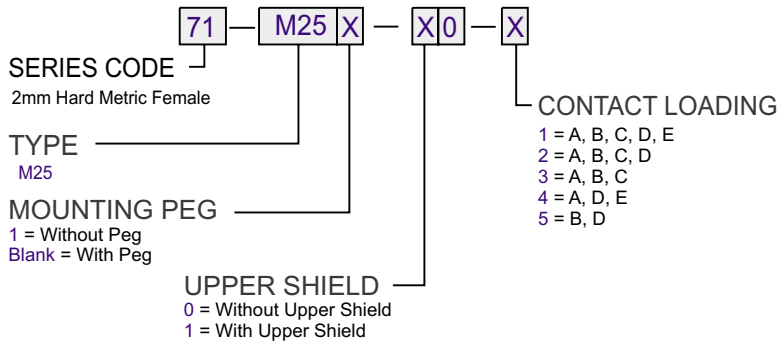 71 M25 X X 0 X
SERIES CODE
2mm Hard Metric Female
CONTACT LOADING
1 = A, B, C, D, E
2 = A, B, C, D
3 = A, B, C
4 = A, D, E
5 = B, D
TYPE
M25
MOUNTING PEG
1 = Without Peg
Blank = With Peg
UPPER SHIELD
0 = Without Upper Shield
1 = With Upper Shield